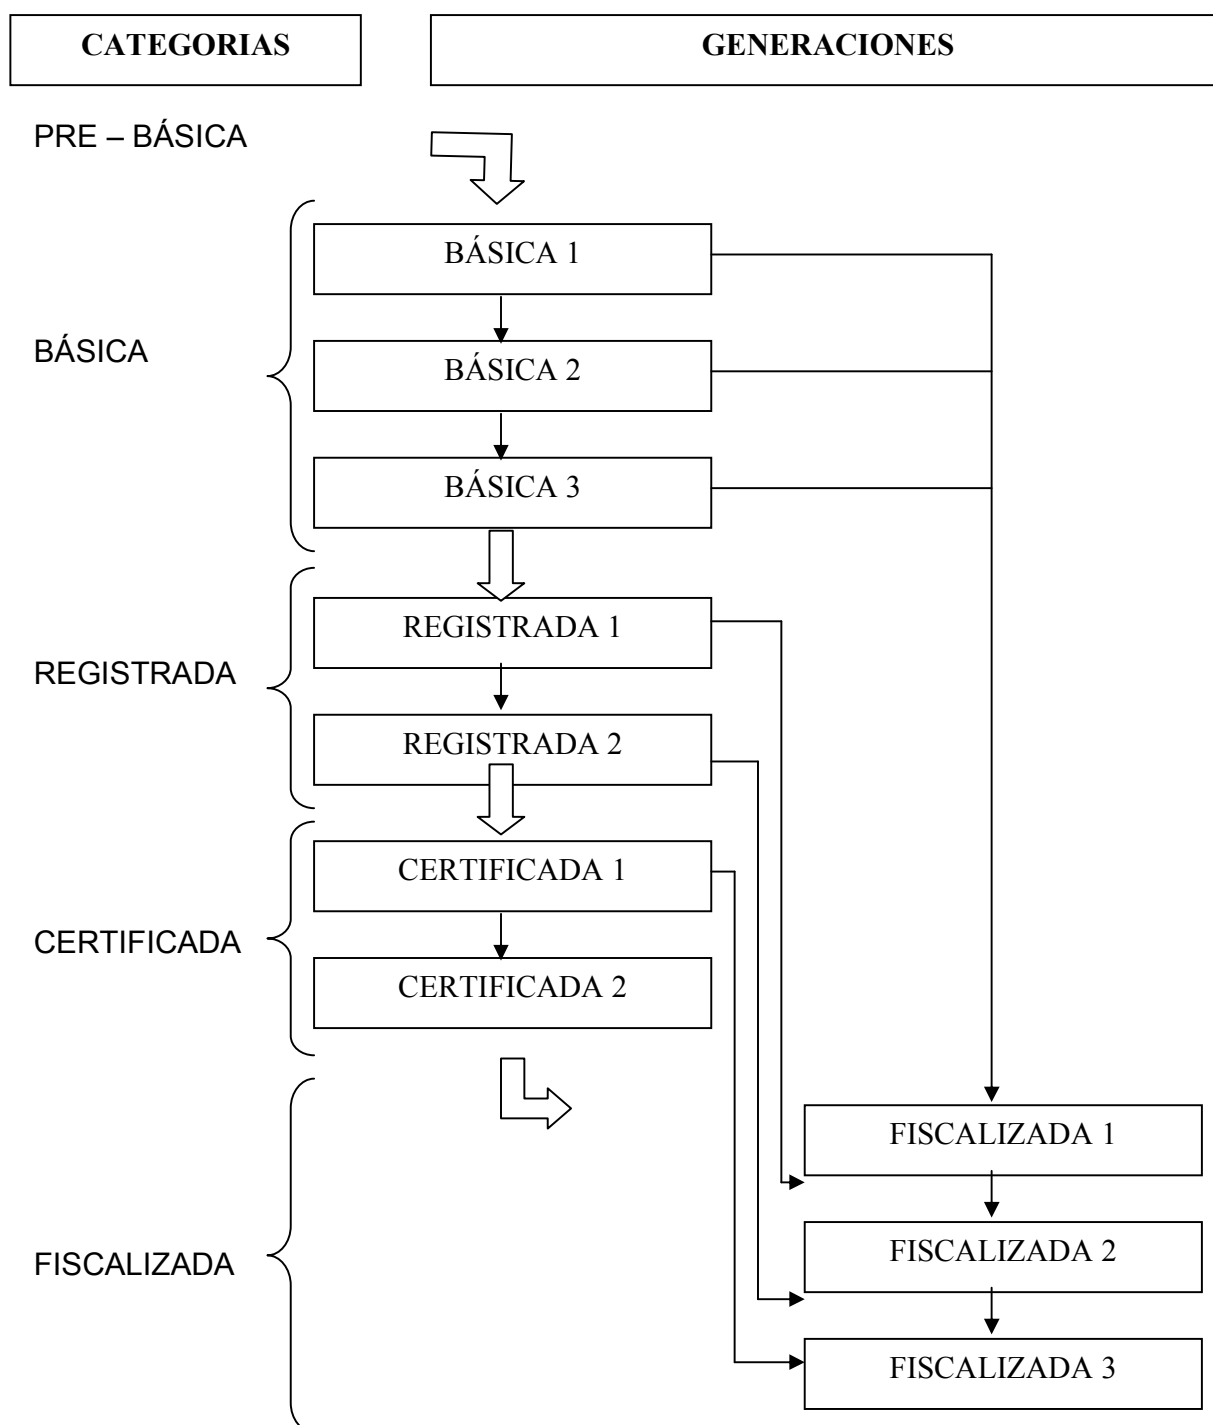 CATEGORIAS
GENERACIONES
PRE – BÁSICA
BÁSICA 1
BÁSICA
BÁSICA 2
BÁSICA 3
REGISTRADA 1
REGISTRADA
REGISTRADA 2
CERTIFICADA 1
CERTIFICADA
CERTIFICADA 2
FISCALIZADA 1
FISCALIZADA
FISCALIZADA 2
FISCALIZADA 3